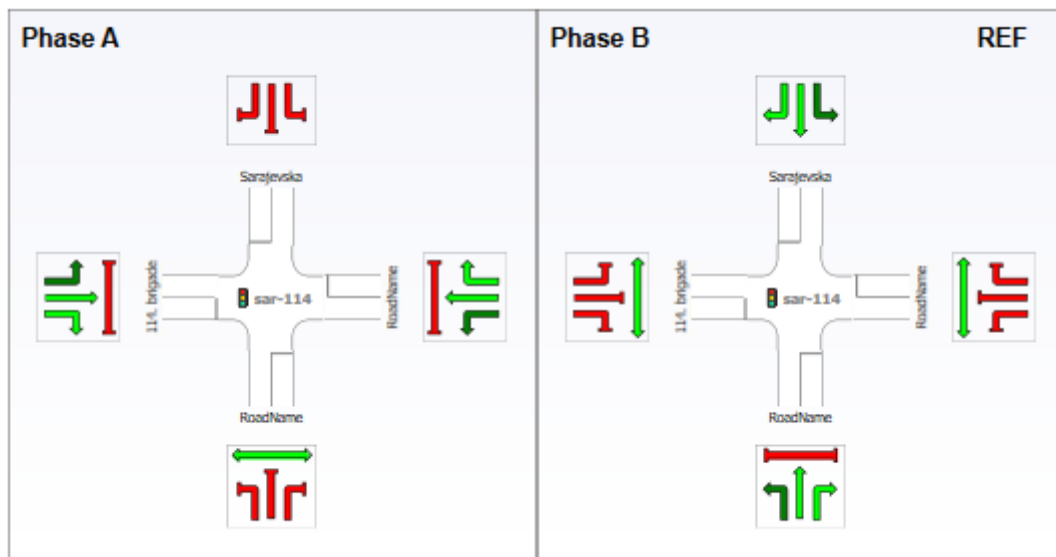 Phase A
Sarajevska
114. brigade
sar-114
RoadName
RoadName
Phase B
REF
Sarajevska
114. brigade
sar-114
RoadName
RoadName